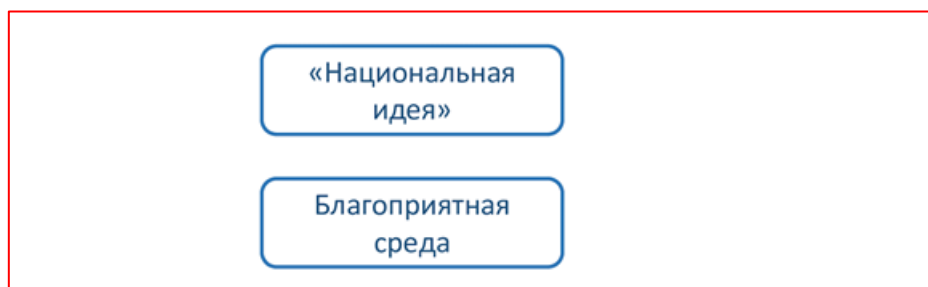 «Национальная
идея»
Благоприятная
среда